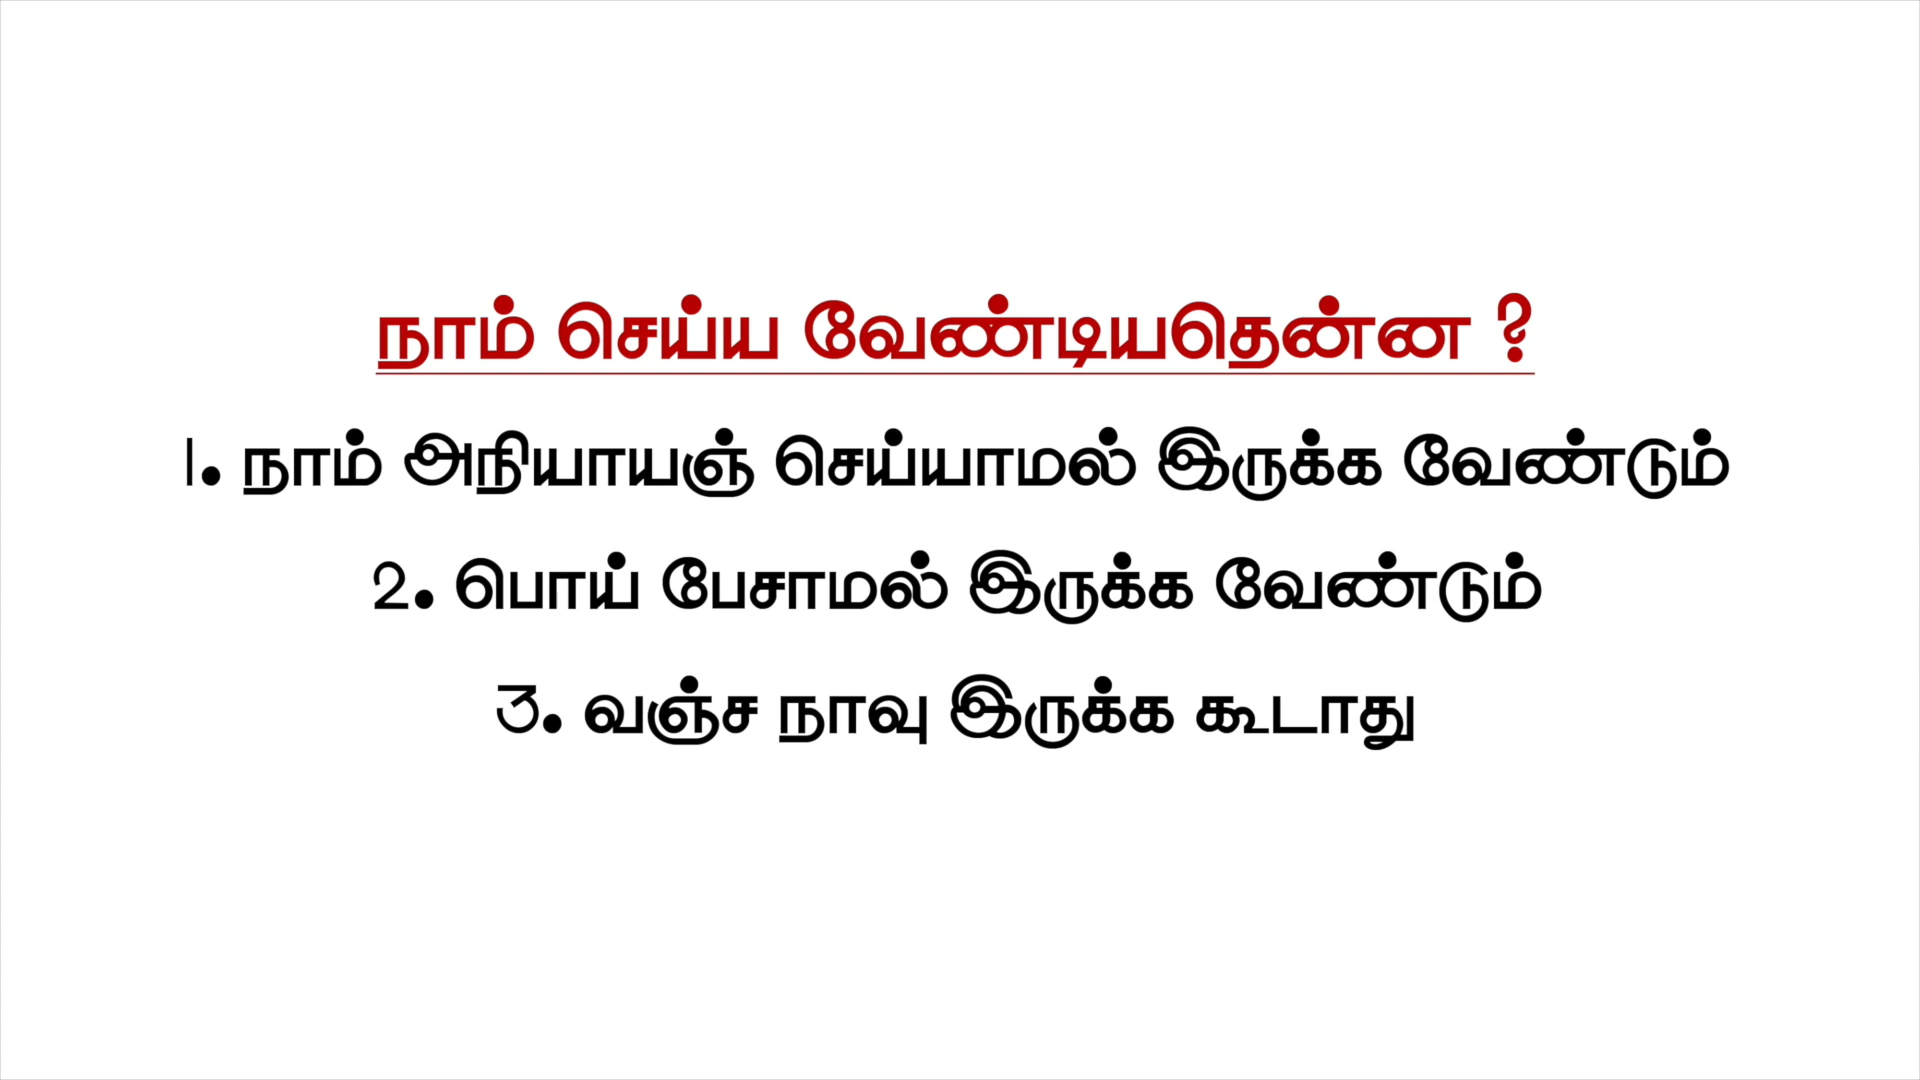 நாம் செய்ய வேண்டியதென்ன ?
1. நாம் அநியாயஞ் செய்யாமல் இருக்க வேண்டும்
2. பொய் பேசாமல் இருக்க வேண்டும்
3. வஞ்ச நாவு இருக்க கூடாது